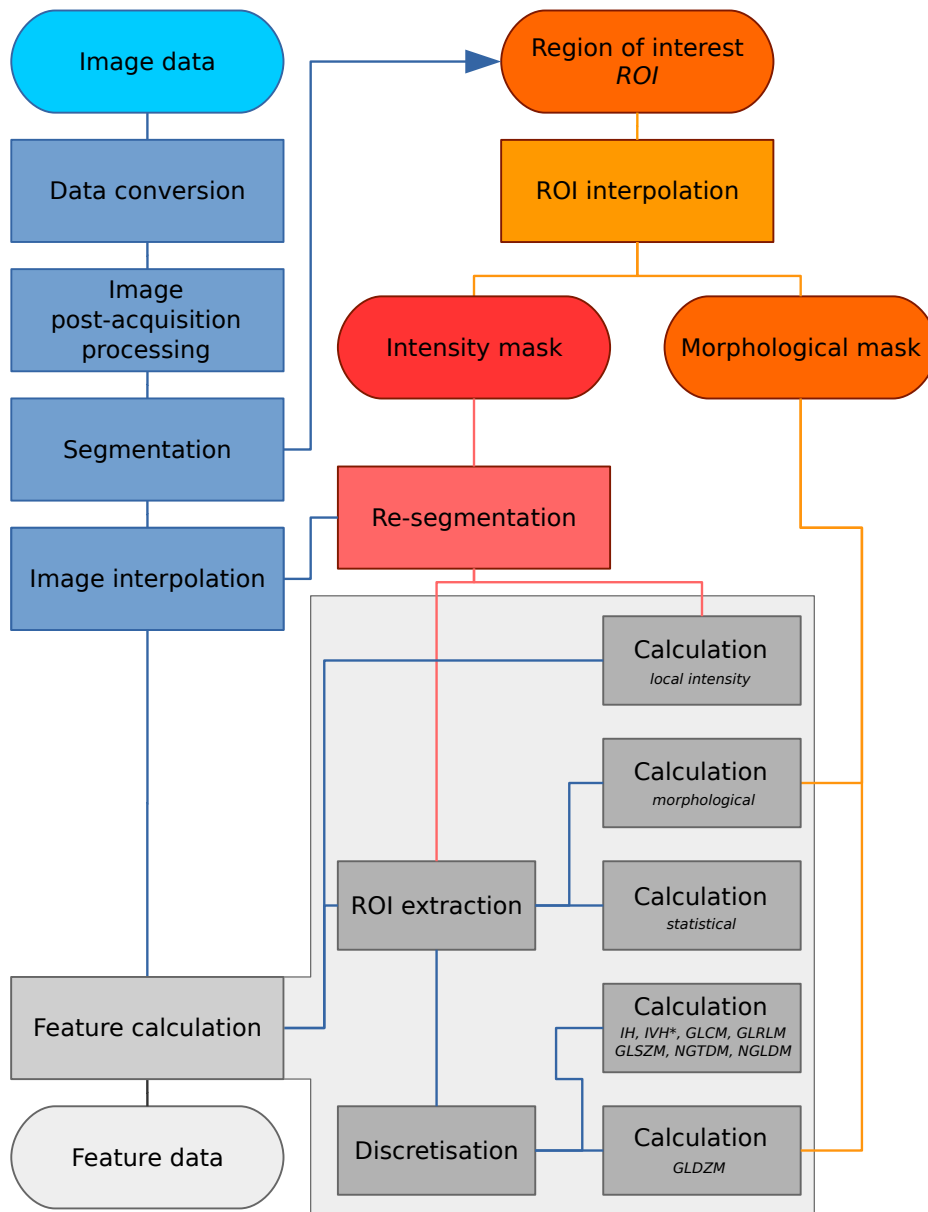 Image data
Region of interest
ROI
Data conversion
ROI interpolation
Image
post-acquisition
processing
Intensity mask
Morphological mask
Segmentation
Re-segmentation
Image interpolation
Calculation
local intensity
Calculation
morphological
ROI extraction
Calculation
statistical
Feature calculation
Calculation
IH, IVH*, GLCM, GLRLM
GLSZM, NGTDM, NGLDM
Feature data
Discretisation
Calculation
GLDZM